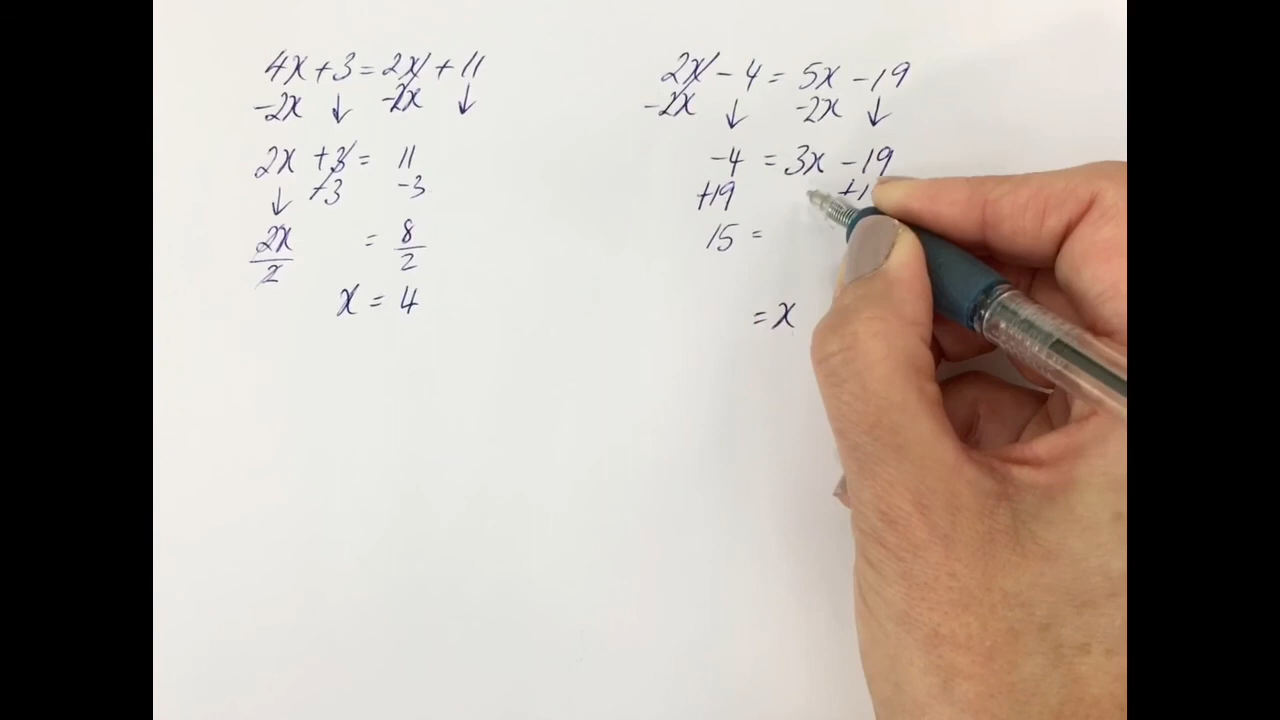 4x + 3 = 2x + 11
-2x ↓ -2x ↓
2x + 3 = 11
↓ -3 -3
2x/2 = 8/2
x = 4
2x - 4 = 5x - 19
-2x ↓ -2x ↓
-4 = 3x - 19
+19 +1
15 =
= x